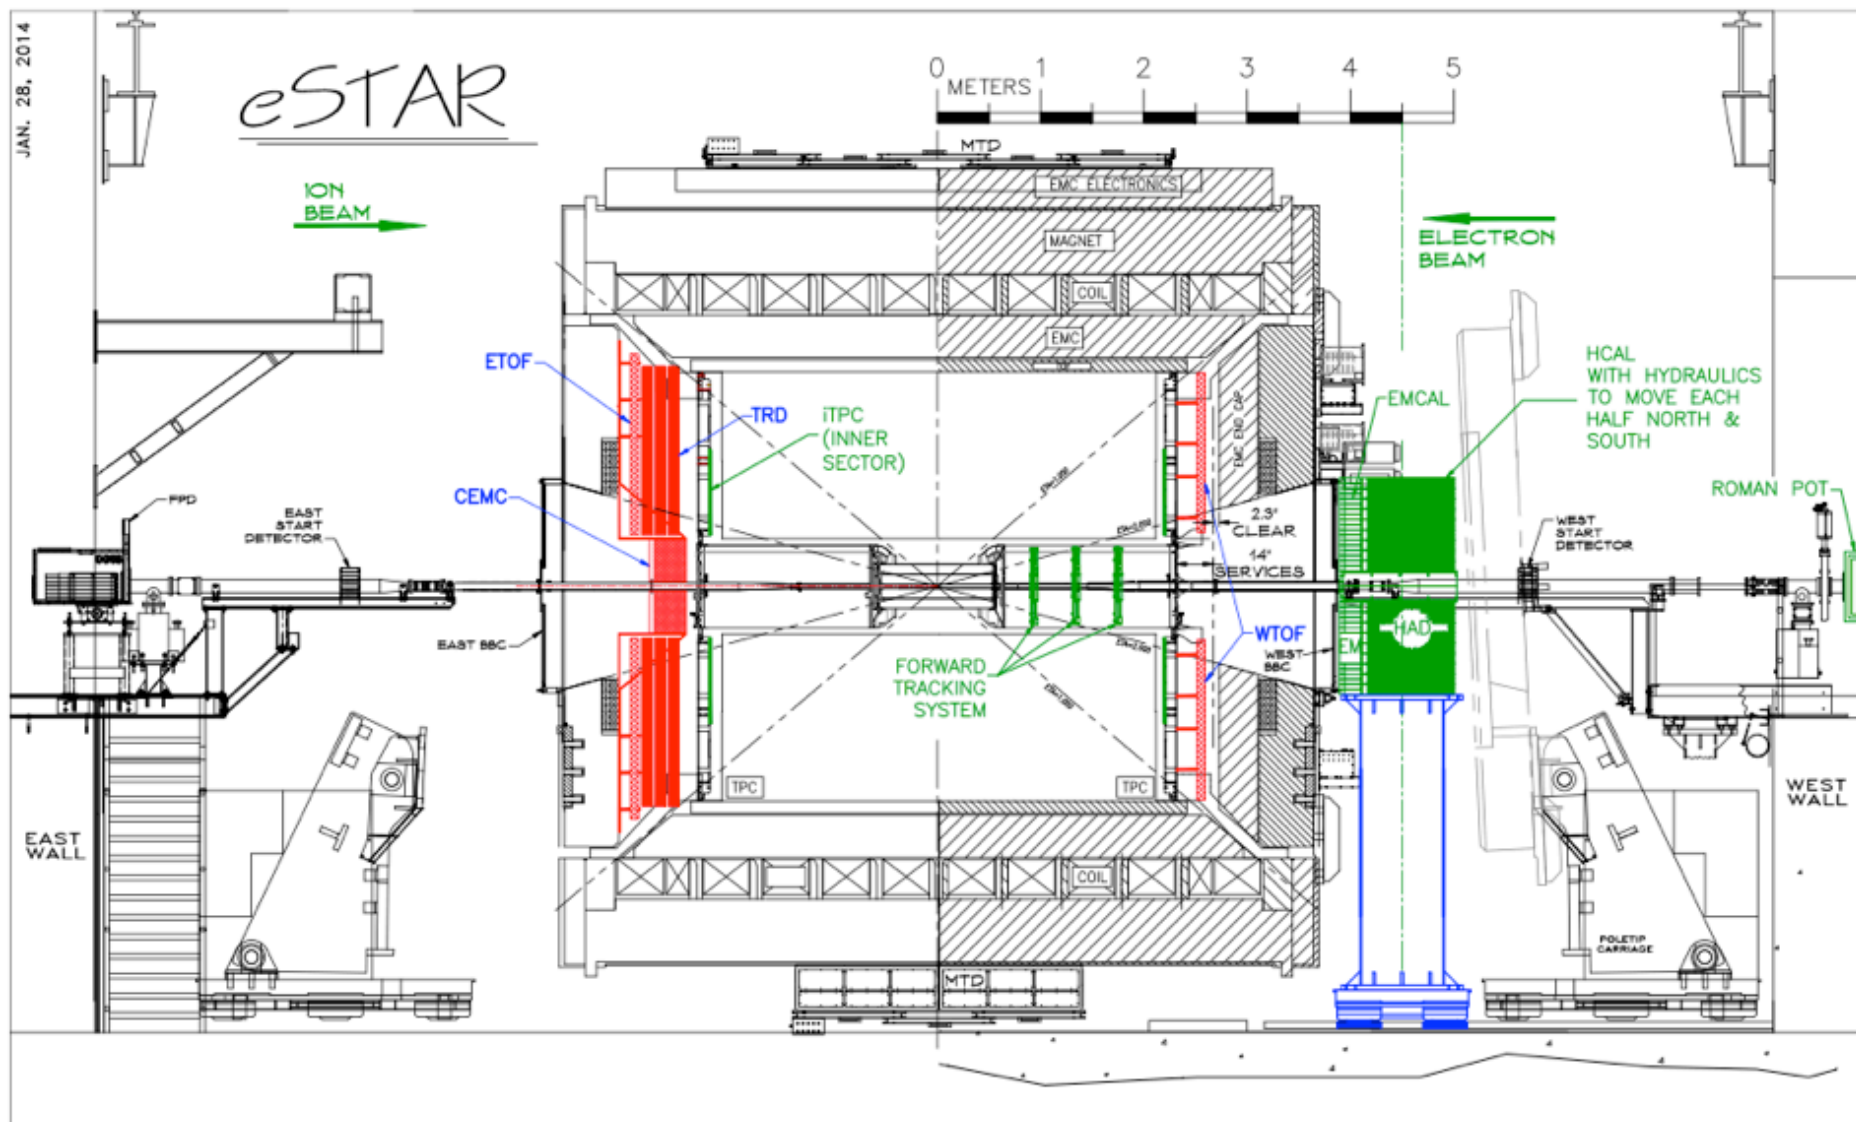 JAN. 28, 2014
eSTAR
0 1 2 3 4 5
METERS
MTD
EMC ELECTRONICS
ION
BEAM
MAGNET
ELECTRON
BEAM
COIL
EMC
ETOF
TRD
iTPC
(INNER
SECTOR)
CEMC
EMC END CAP
EMCAL
HCAL
WITH HYDRAULICS
TO MOVE EACH
HALF NORTH &
SOUTH
ROMAN POT
FPD
EAST
START
DETECTOR
2.3"
CLEAR
14"
SERVICES
WEST
START
DETECTOR
EAST BBC
FORWARD
TRACKING
SYSTEM
WTOF
WEST
BBC
EM
HAD
TPC
TPC
EAST
WALL
WEST
WALL
COIL
POLETIP
CARRIAGE
MTD